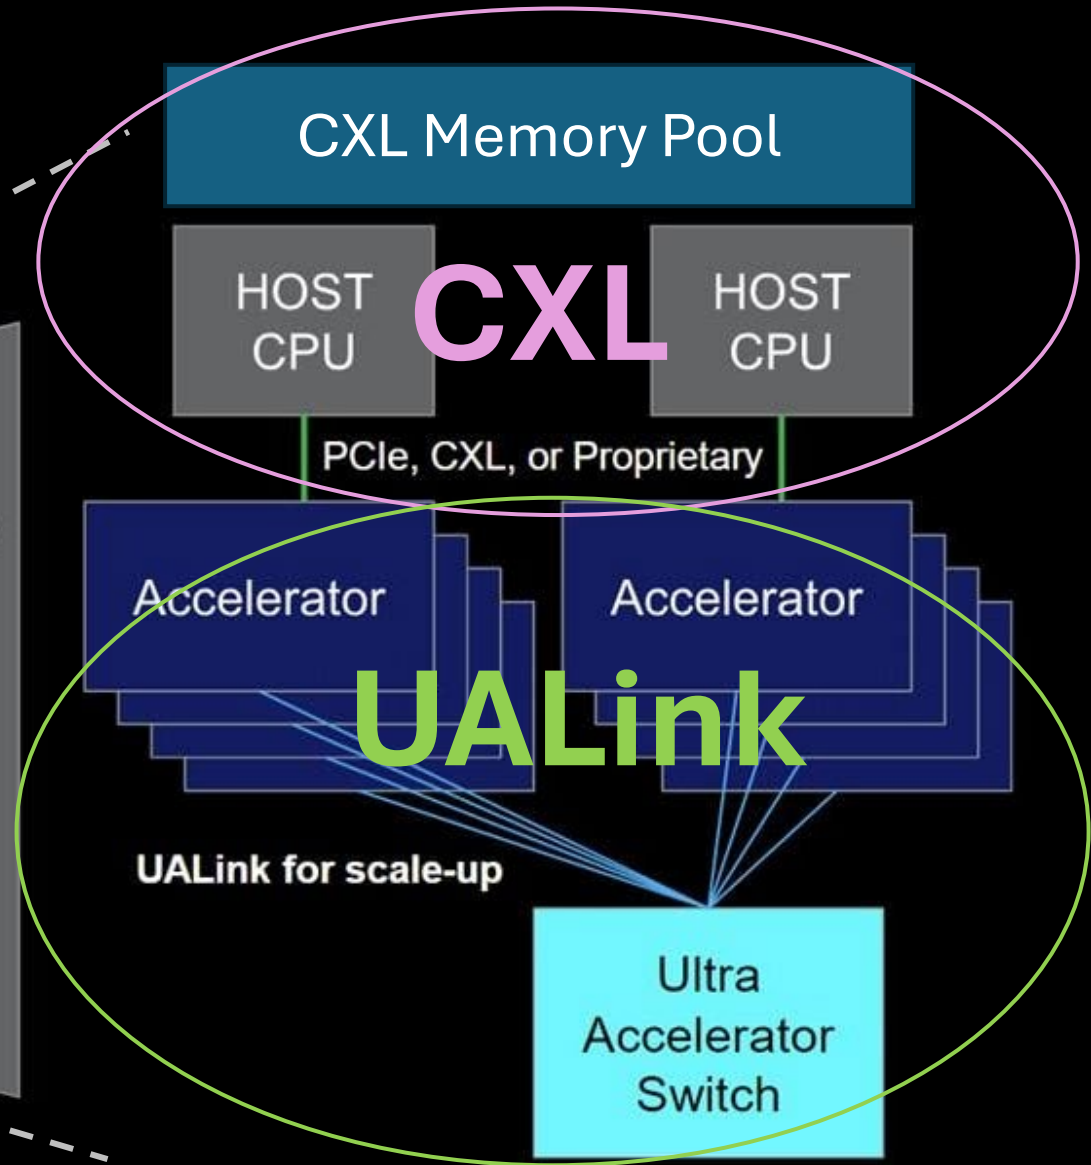 CXL Memory Pool
HOST
CPU
CXL
HOST
CPU
PCIe, CXL, or Proprietary
Accelerator
Accelerator
UALink
UALink for scale-up
Ultra
Accelerator
Switch